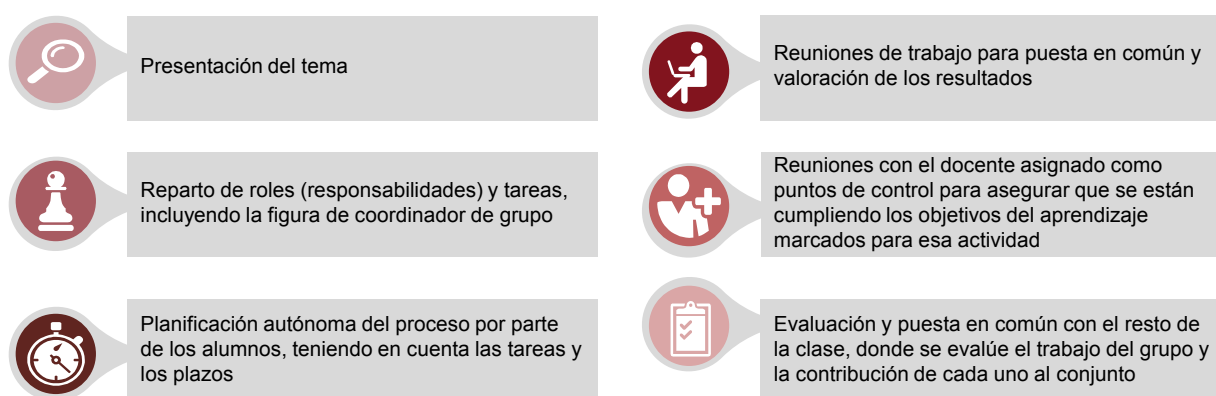 Presentación del tema
Reparto de roles (responsabilidades) y tareas,
incluyendo la figura de coordinador de grupo
Planificación autónoma del proceso por parte
de los alumnos, teniendo en cuenta las tareas y
los plazos
Reuniones de trabajo para puesta en común y
valoración de los resultados
Reuniones con el docente asignado como
puntos de control para asegurar que se están
cumpliendo los objetivos del aprendizaje
marcados para esa actividad
Evaluación y puesta en común con el resto de
la clase, donde se evalúe el trabajo del grupo y
la contribución de cada uno al conjunto